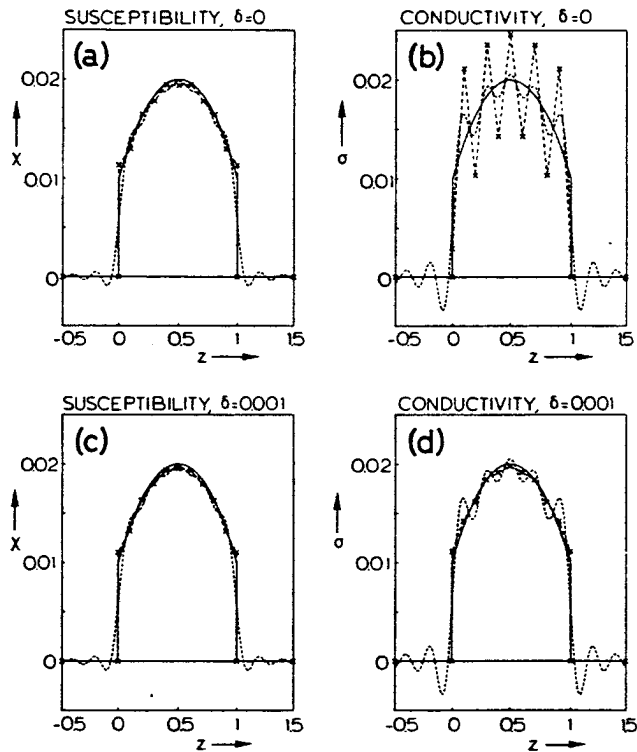 SUSCEPTIBILITY, δ=0
(a)
0.02
0.01
0
χ
-0.5 0 0.5 1 1.5
z
CONDUCTIVITY, δ=0
(b)
0.02
0.01
0
σ
-0.5 0 0.5 1 1.5
z
SUSCEPTIBILITY, δ=0.001
(c)
0.02
0.01
0
χ
-0.5 0 0.5 1 1.5
z
CONDUCTIVITY, δ=0.001
(d)
0.02
0.01
0
σ
-0.5 0 0.5 1 1.5
z